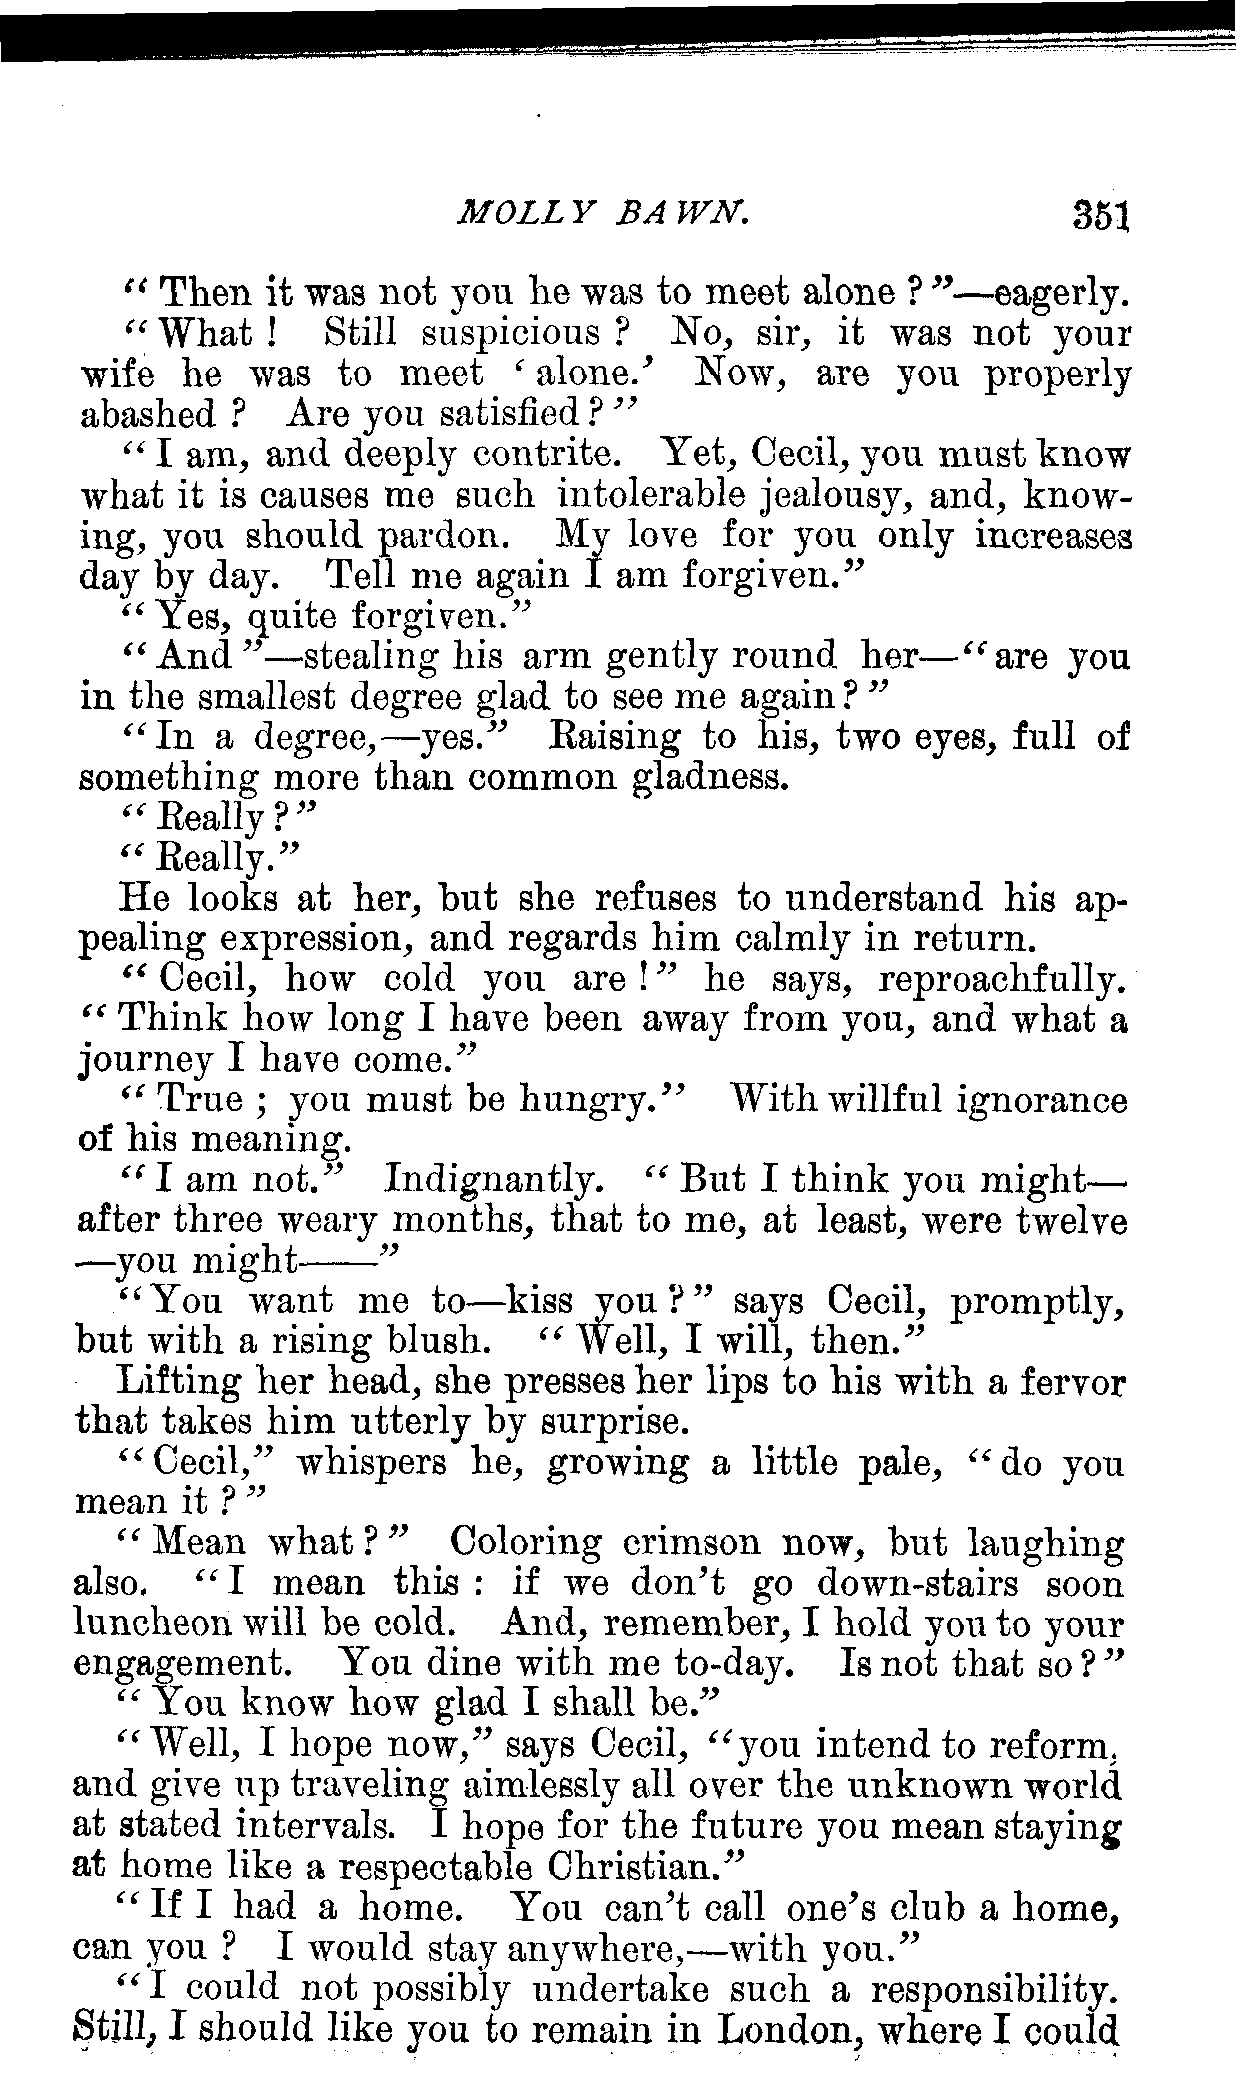 MOLLY BAWN. 351
"Then it was not you he was to meet alone?"—eagerly.
"What! Still suspicious? No, sir, it was not your
wife he was to meet 'alone.' Now, are you properly
abashed? Are you satisfied?"
"I am, and deeply contrite. Yet, Cecil, you must know
what it is causes me such intolerable jealousy, and, know-
ing, you should pardon. My love for you only increases
day by day. Tell me again I am forgiven."
"Yes, quite forgiven."
"And"—stealing his arm gently round her—"are you
in the smallest degree glad to see me again?"
"In a degree,—yes." Raising to his, two eyes, full of
something more than common gladness.
"Really?"
"Really."
He looks at her, but she refuses to understand his ap-
pealing expression, and regards him calmly in return.
"Cecil, how cold you are!" he says, reproachfully.
"Think how long I have been away from you, and what a
journey I have come."
"True; you must be hungry." With willful ignorance
of his meaning.
"I am not." Indignantly. "But I think you might—
after three weary months, that to me, at least, were twelve
—you might——"
"You want me to—kiss you?" says Cecil, promptly,
but with a rising blush. "Well, I will, then."
Lifting her head, she presses her lips to his with a fervor
that takes him utterly by surprise.
"Cecil," whispers he, growing a little pale, "do you
mean it?"
"Mean what?" Coloring crimson now, but laughing
also. "I mean this: if we don't go down-stairs soon
luncheon will be cold. And, remember, I hold you to your
engagement. You dine with me to-day. Is not that so?"
"You know how glad I shall be."
"Well, I hope now," says Cecil, "you intend to reform,
and give up traveling aimlessly all over the unknown world
at stated intervals. I hope for the future you mean staying
at home like a respectable Christian."
"If I had a home. You can't call one's club a home,
can you? I would stay anywhere,—with you."
"I could not possibly undertake such a responsibility.
Still, I should like you to remain in London, where I could